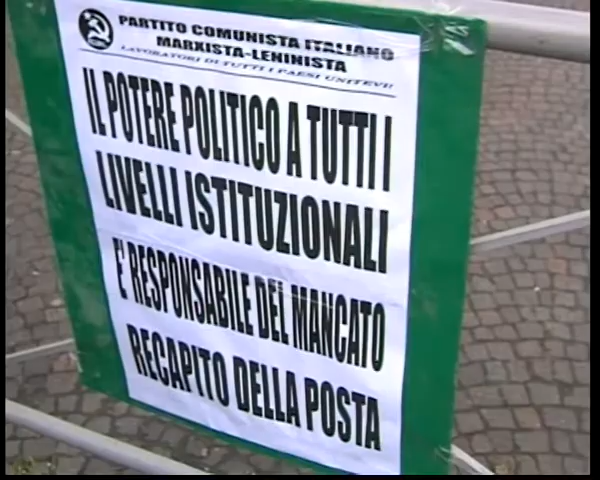 PARTITO COMUNISTA ITALIANO
MARXISTA-LENINISTA
LAVORATORI DI TUTTI I PAESI UNITEVI!
IL POTERE POLITICO A TUTTI I
LIVELLI ISTITUZIONALI
E' RESPONSABILE DEL MANCATO
RECAPITO DELLA POSTA